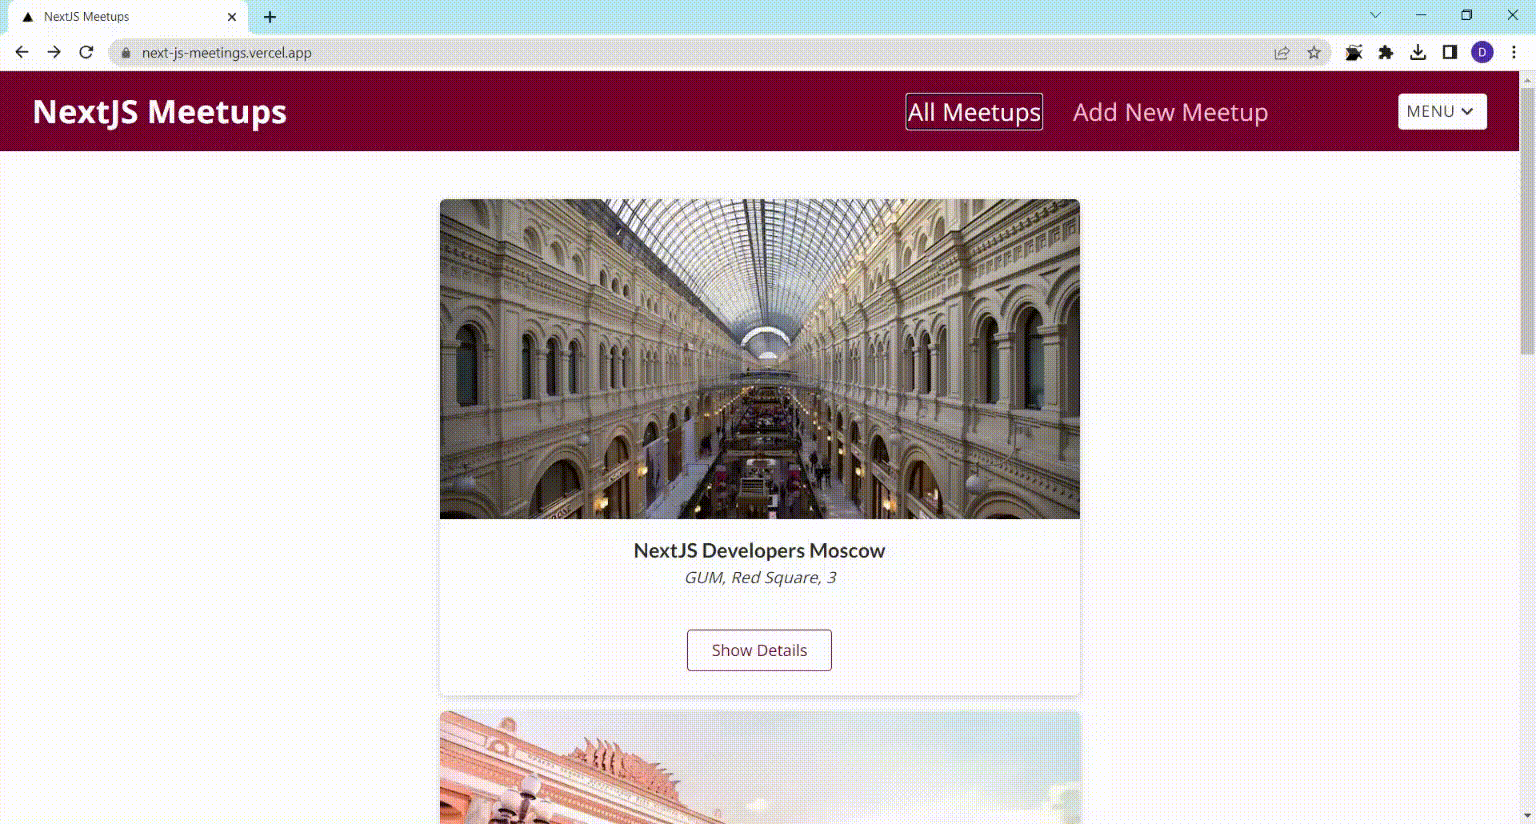 NextJS Meetups
next-js-meetings.vercel.app
D
NextJS Meetups
All Meetups
Add New Meetup
MENU
NextJS Developers Moscow
GUM, Red Square, 3
Show Details